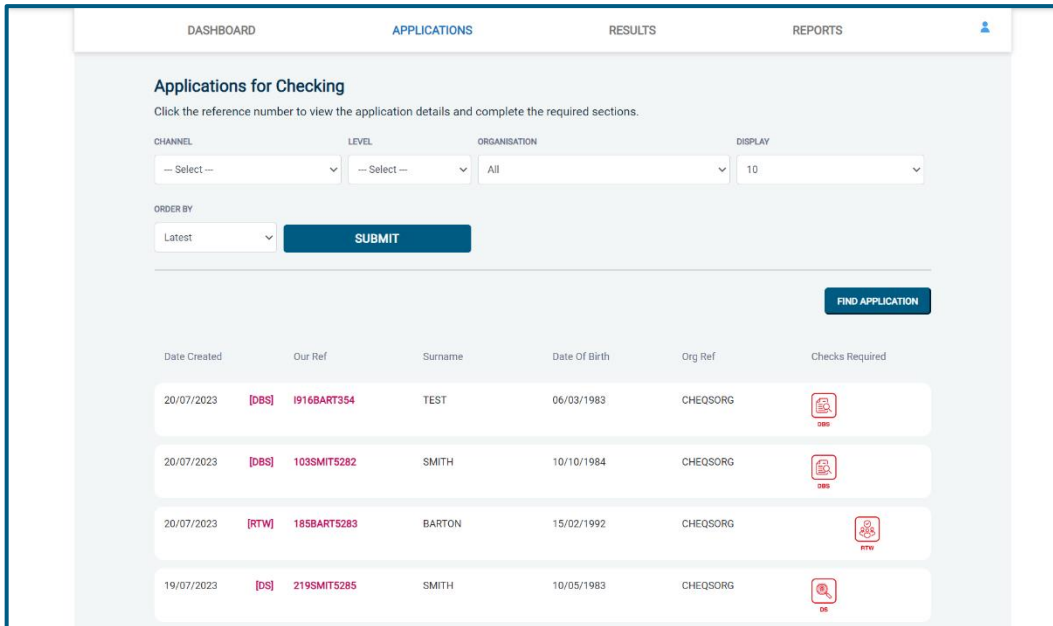 DASHBOARD APPLICATIONS RESULTS REPORTS
Applications for Checking
Click the reference number to view the application details and complete the required sections.
CHANNEL LEVEL ORGANISATION DISPLAY
--- Select --- --- Select --- All 10
ORDER BY
Latest SUBMIT
FIND APPLICATION
Date Created Our Ref Surname Date Of Birth Org Ref Checks Required
20/07/2023 [DBS] I916BART354 TEST 06/03/1983 CHEQSORG
DBS
20/07/2023 [DBS] 103SMIT5282 SMITH 10/10/1984 CHEQSORG
DBS
20/07/2023 [RTW] 185BART5283 BARTON 15/02/1992 CHEQSORG
RTW
19/07/2023 [DS] 219SMIT5285 SMITH 10/05/1983 CHEQSORG
DS